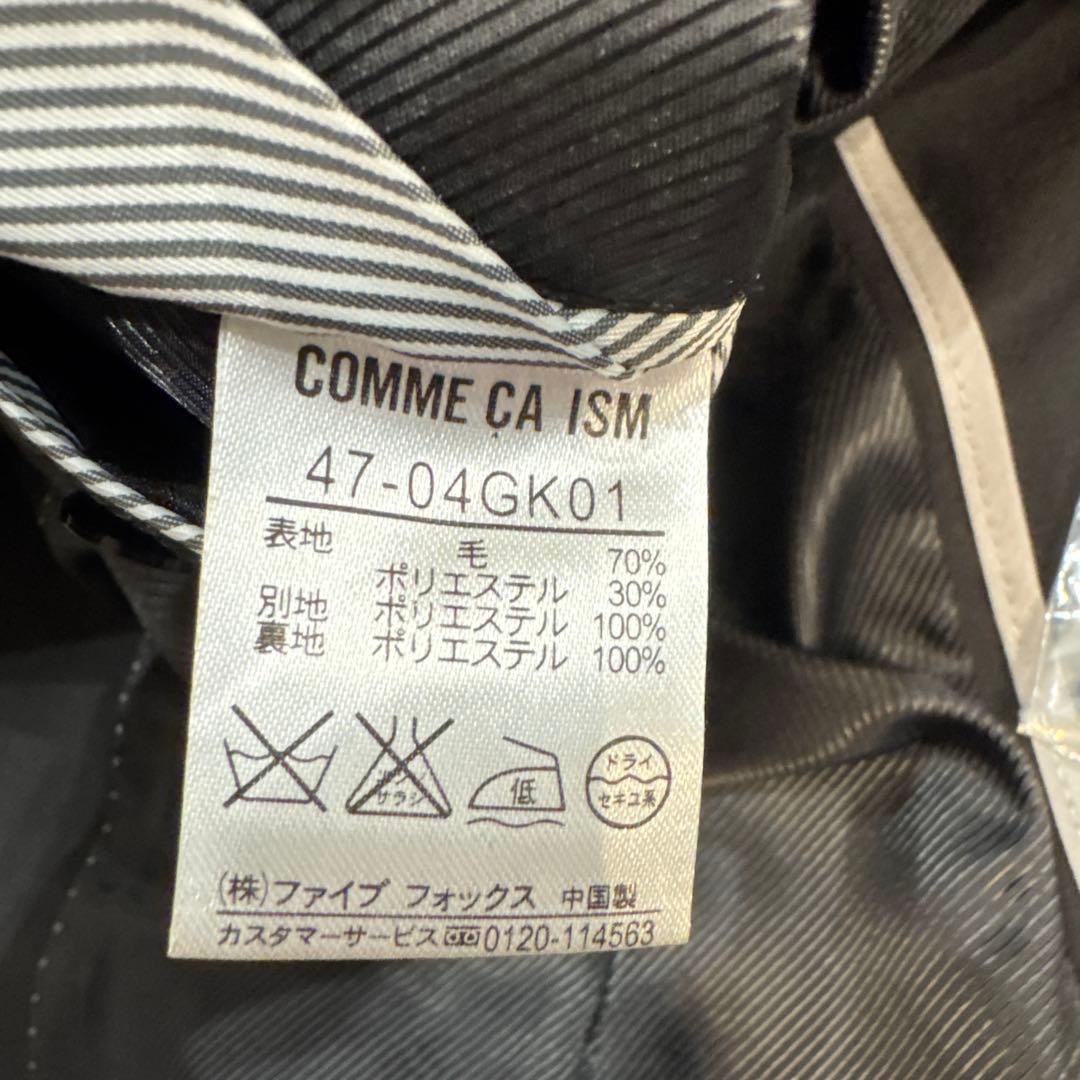 COMME ÇA ISM
47-04GK01
表地 毛 70%
ポリエステル 30%
別地 ポリエステル 100%
裏地 ポリエステル 100%
サラシ 低 ドライ
セキユ系
(株)ファイブ フォックス 中国製
カスタマーサービス 0120-114563